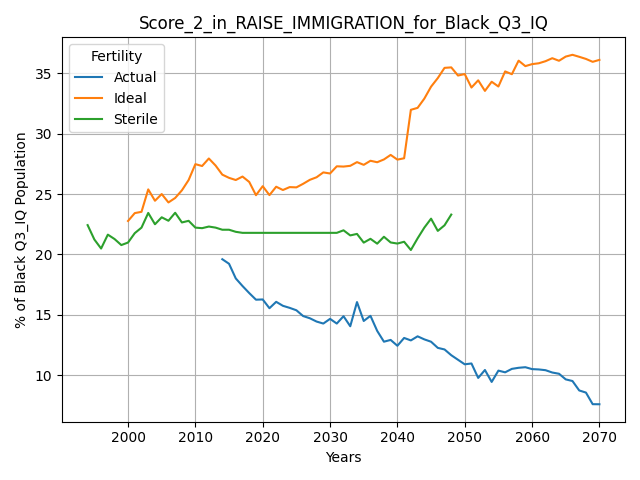 Score_2_in_RAISE_IMMIGRATION_for_Black_Q3_IQ
Fertility
Actual
Ideal
Sterile
% of Black Q3_IQ Population
35
30
25
20
15
10
2000
2010
2020
2030
2040
2050
2060
2070
Years